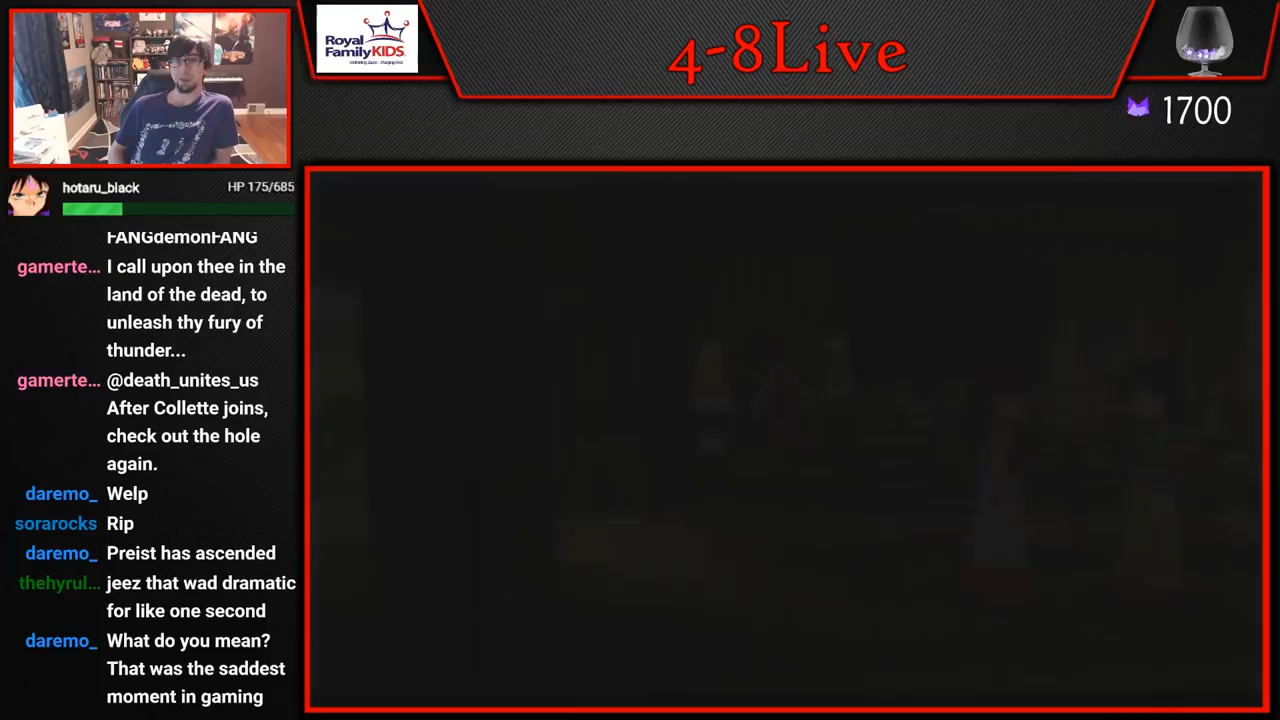 Royal
Family KIDS
4-8Live
1700
hotaru_black
HP 175/685
FANGdemonFANG
gamerte... I call upon thee in the
land of the dead, to
unleash thy fury of
thunder...
gamerte... @death_unites_us
After Collette joins,
check out the hole
again.
daremo_ Welp
sorarocks Rip
daremo_ Preist has ascended
thehyrul... jeez that wad dramatic
for like one second
daremo_ What do you mean?
That was the saddest
moment in gaming